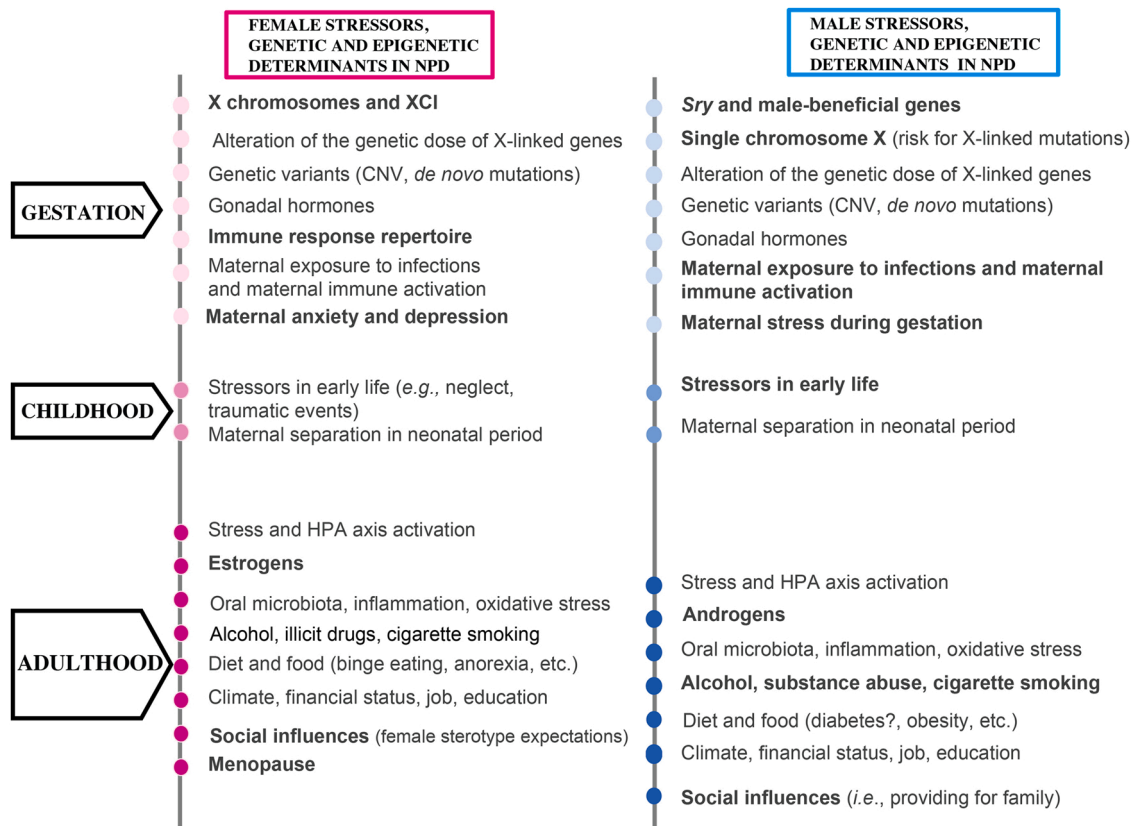 FEMALE STRESSORS,
GENETIC AND EPIGENETIC
DETERMINANTS IN NPD
X chromosomes and XCI
Alteration of the genetic dose of X-linked genes
Genetic variants (CNV, de novo mutations)
GESTATION
Gonadal hormones
Immune response repertoire
Maternal exposure to infections
and maternal immune activation
Maternal anxiety and depression
CHILDHOOD
Stressors in early life (e.g., neglect,
traumatic events)
Maternal separation in neonatal period
Stress and HPA axis activation
Estrogens
Oral microbiota, inflammation, oxidative stress
Alcohol, illicit drugs, cigarette smoking
ADULTHOOD
Diet and food (binge eating, anorexia, etc.)
Climate, financial status, job, education
Social influences (female sterotype expectations)
Menopause
MALE STRESSORS,
GENETIC AND EPIGENETIC
DETERMINANTS IN NPD
Sry and male-beneficial genes
Single chromosome X (risk for X-linked mutations)
Alteration of the genetic dose of X-linked genes
Genetic variants (CNV, de novo mutations)
Gonadal hormones
Maternal exposure to infections and maternal
immune activation
Maternal stress during gestation
Stressors in early life
Maternal separation in neonatal period
Stress and HPA axis activation
Androgens
Oral microbiota, inflammation, oxidative stress
Alcohol, substance abuse, cigarette smoking
Diet and food (diabetes?, obesity, etc.)
Climate, financial status, job, education
Social influences (i.e., providing for family)